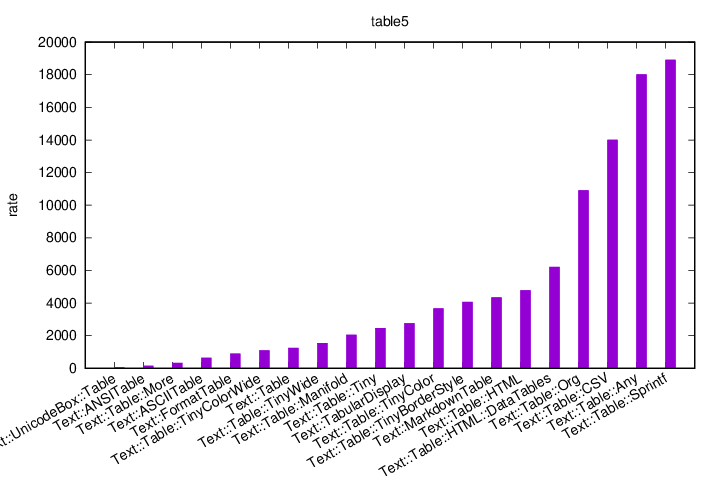 table5
20000
18000
16000
14000
12000
10000
8000
6000
4000
2000
0
rate
xt::UnicodeBox::Table
Text::ANSITable
Text::Table::More
Text::ASCIITable
Text::FormatTable
Text::Table::TinyColorWide
Text::Table
Text::Table::TinyWide
Text::Table::Manifold
Text::Table::Tiny
Text::TabularDisplay
Text::Table::TinyColor
Text::Table::TinyBorderStyle
Text::MarkdownTable
Text::Table::HTML
Text::Table::HTML::DataTables
Text::Table::Org
Text::Table::CSV
Text::Table::Any
Text::Table::Sprintf